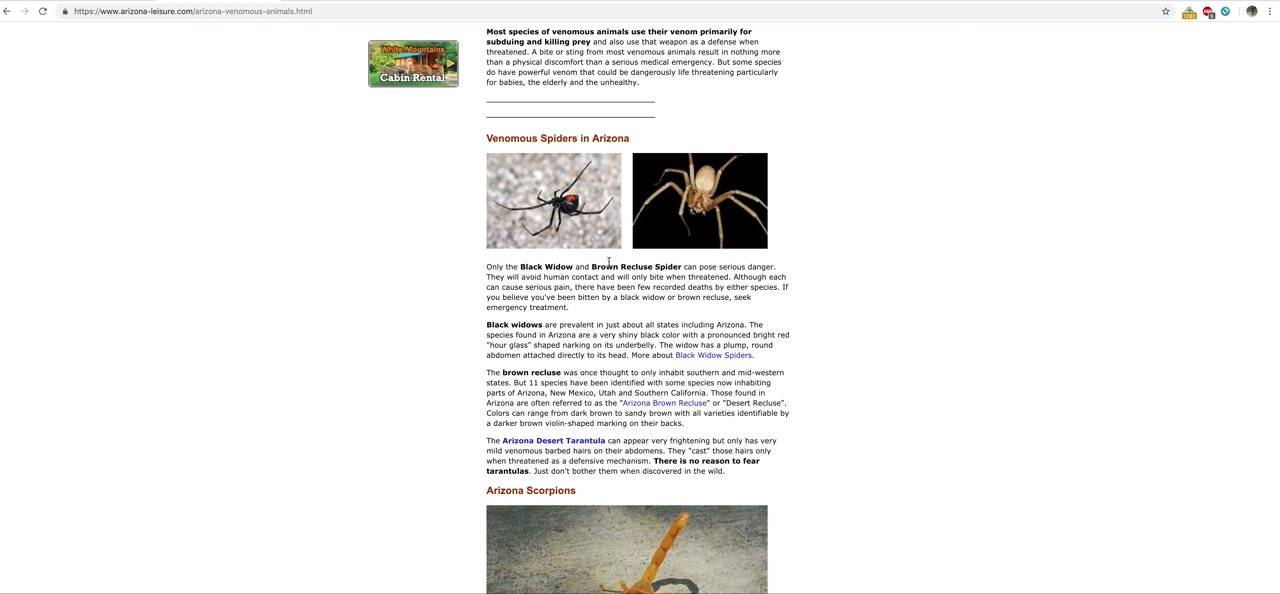 https://www.arizona-leisure.com/arizona-venomous-animals.html
White Mountains
Cabin Rental
Most species of venomous animals use their venom primarily for
subduing and killing prey and also use that weapon as a defense when
threatened. A bite or sting from most venomous animals result in nothing more
than a physical discomfort than a serious medical emergency. But some species
do have powerful venom that could be dangerously life threatening particularly
for babies, the elderly and the unhealthy.
Venomous Spiders in Arizona
Only the Black Widow and Brown Recluse Spider can pose serious danger.
They will avoid human contact and will only bite when threatened. Although each
can cause serious pain, there have been few recorded deaths by either species. If
you believe you've been bitten by a black widow or brown recluse, seek
emergency treatment.
Black widows are prevalent in just about all states including Arizona. The
species found in Arizona are a very shiny black color with a pronounced bright red
"hour glass" shaped narking on its underbelly. The widow has a plump, round
abdomen attached directly to its head. More about Black Widow Spiders.
The brown recluse was once thought to only inhabit southern and mid-western
states. But 11 species have been identified with some species now inhabiting
parts of Arizona, New Mexico, Utah and Southern California. Those found in
Arizona are often referred to as the "Arizona Brown Recluse" or "Desert Recluse".
Colors can range from dark brown to sandy brown with all varieties identifiable by
a darker brown violin-shaped marking on their backs.
The Arizona Desert Tarantula can appear very frightening but only has very
mild venomous barbed hairs on their abdomens. They "cast" those hairs only
when threatened as a defensive mechanism. There is no reason to fear
tarantulas. Just don't bother them when discovered in the wild.
Arizona Scorpions